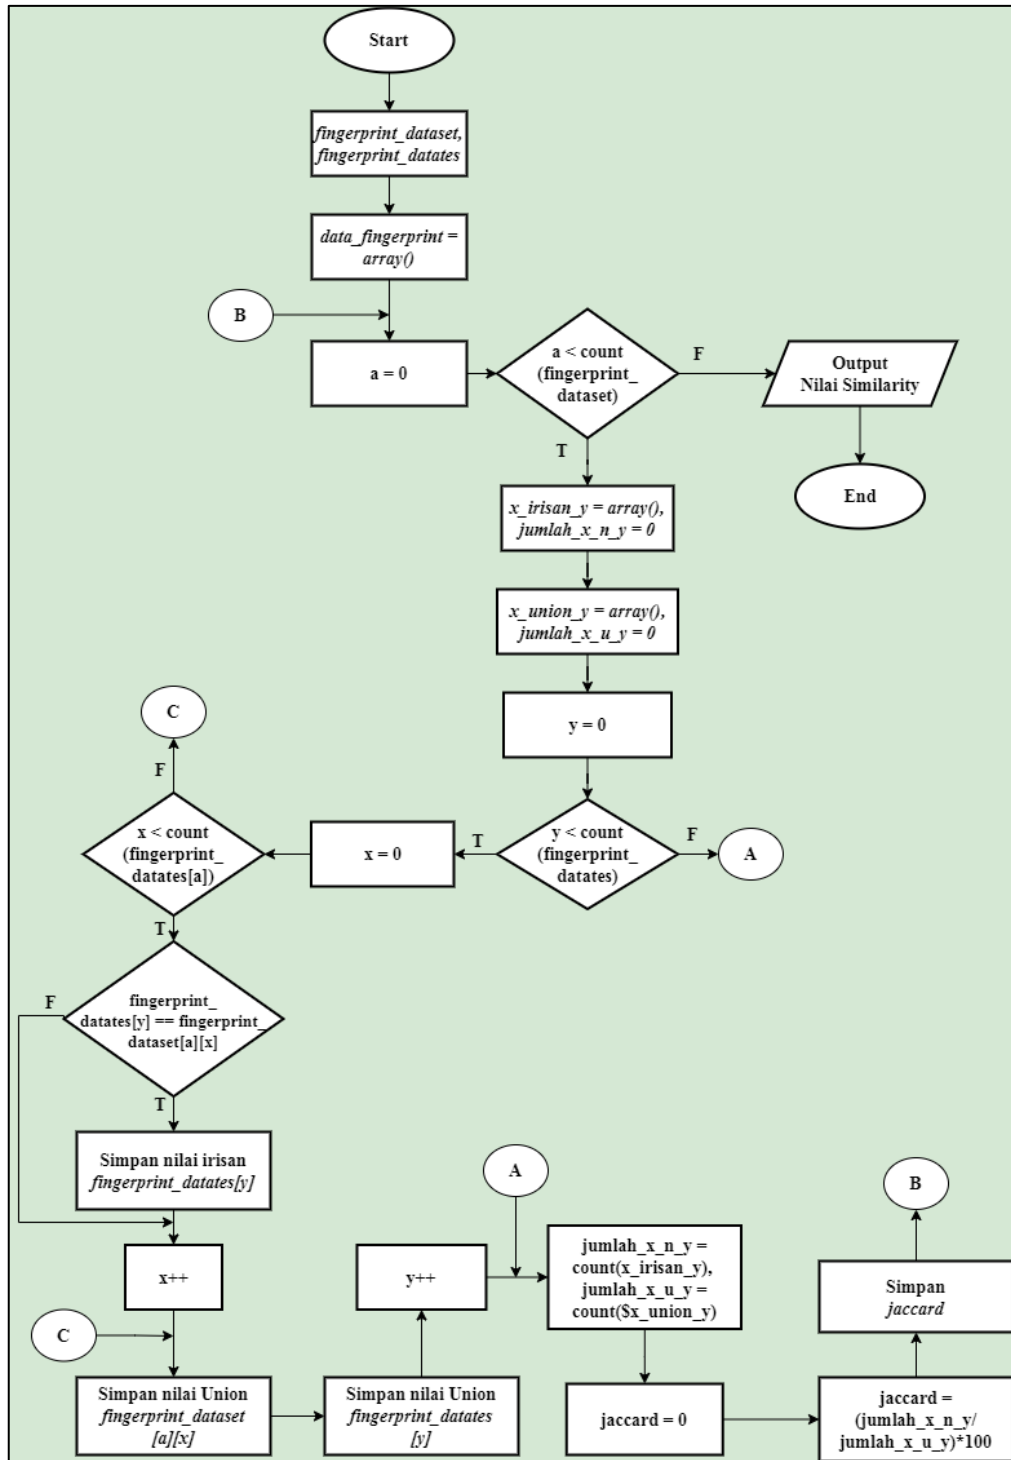 Start
fingerprint_dataset,
fingerprint_datates
data_fingerprint =
array()
B
a = 0
a < count
(fingerprint_
dataset)
F
Output
Nilai Similarity
T
End
x_irisan_y = array(),
jumlah_x_n_y = 0
x_union_y = array(),
jumlah_x_u_y = 0
C
y = 0
F
x < count
(fingerprint_
datates[a])
x = 0
T
y < count
(fingerprint_
datates)
F
A
T
F
fingerprint_
datates[y] == fingerprint_
dataset[a][x]
T
Simpan nilai irisan
fingerprint_datates[y]
A
B
x++
y++
jumlah_x_n_y =
count(x_irisan_y),
jumlah_x_u_y =
count($x_union_y)
Simpan
jaccard
C
Simpan nilai Union
fingerprint_dataset
[a][x]
Simpan nilai Union
fingerprint_datates
[y]
jaccard = 0
jaccard =
(jumlah_x_n_y/
jumlah_x_u_y)*100